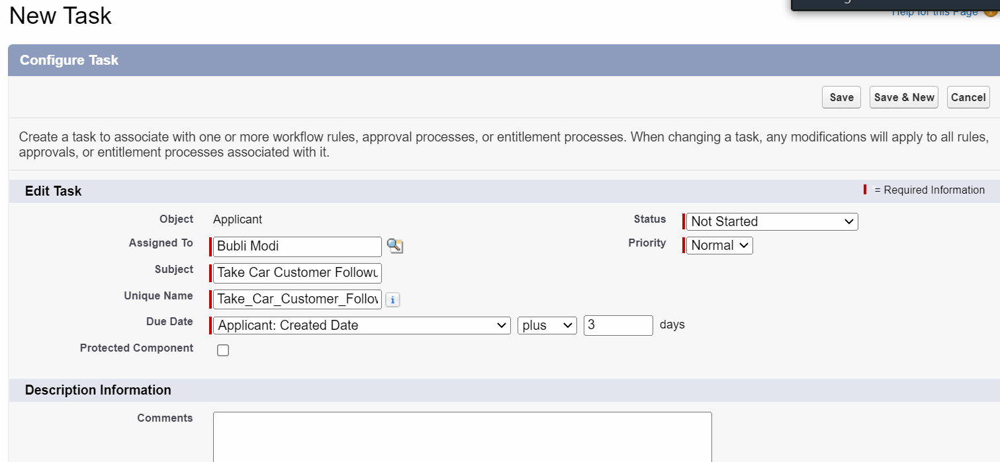 New Task
Help for this Page
Configure Task
Save Save & New Cancel
Create a task to associate with one or more workflow rules, approval processes, or entitlement processes. When changing a task, any modifications will apply to all rules,
approvals, or entitlement processes associated with it.
Edit Task
= Required Information
Object Applicant
Status Not Started
Assigned To Bubli Modi
Priority Normal
Subject Take Car Customer Followu
Unique Name Take_Car_Customer_Follow
Due Date Applicant: Created Date plus 3 days
Protected Component
Description Information
Comments